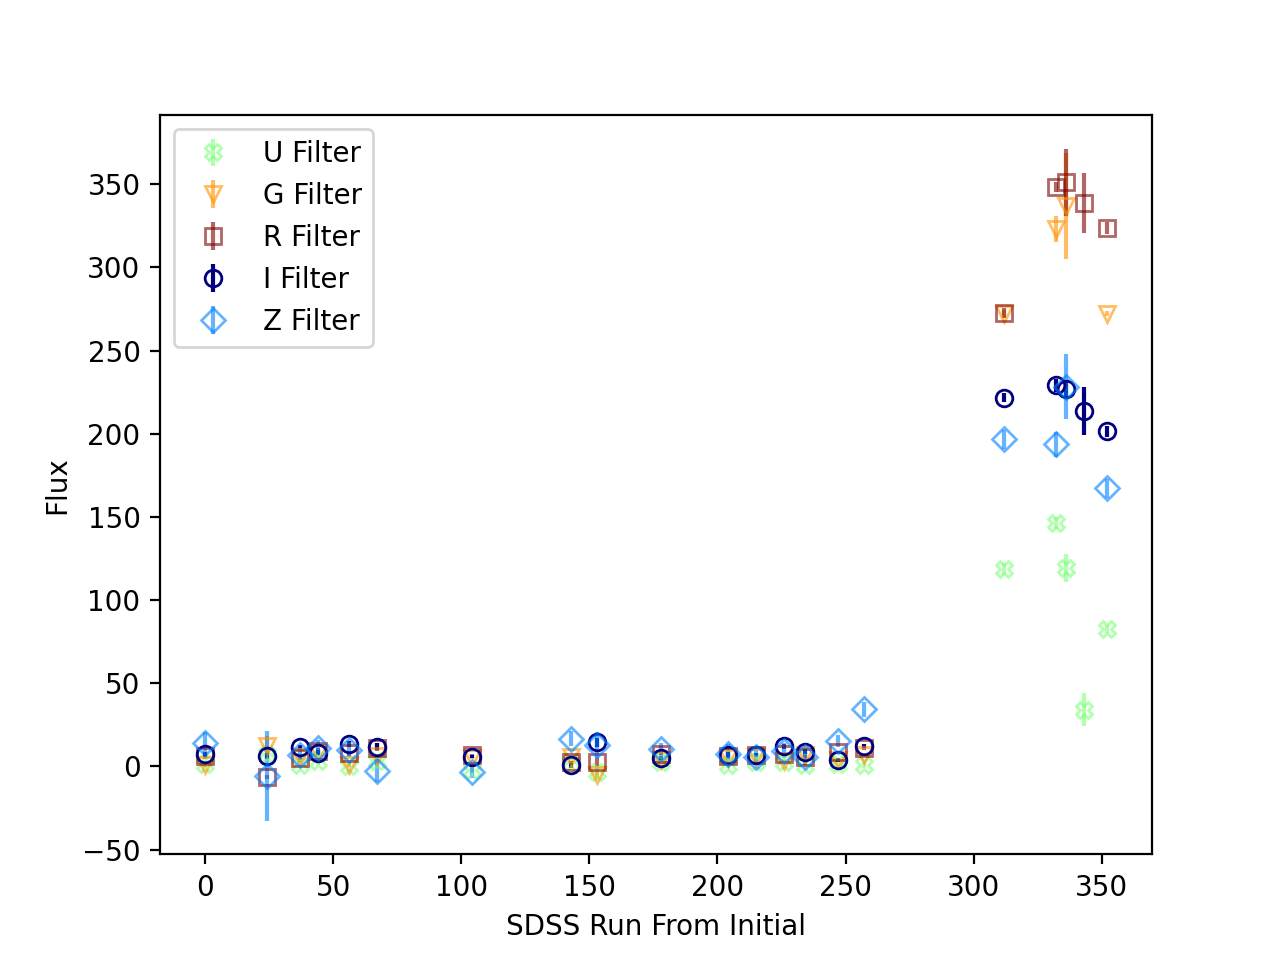 U Filter
G Filter
R Filter
I Filter
Z Filter
350
300
250
200
150
100
50
0
−50
Flux
0 50 100 150 200 250 300 350
SDSS Run From Initial